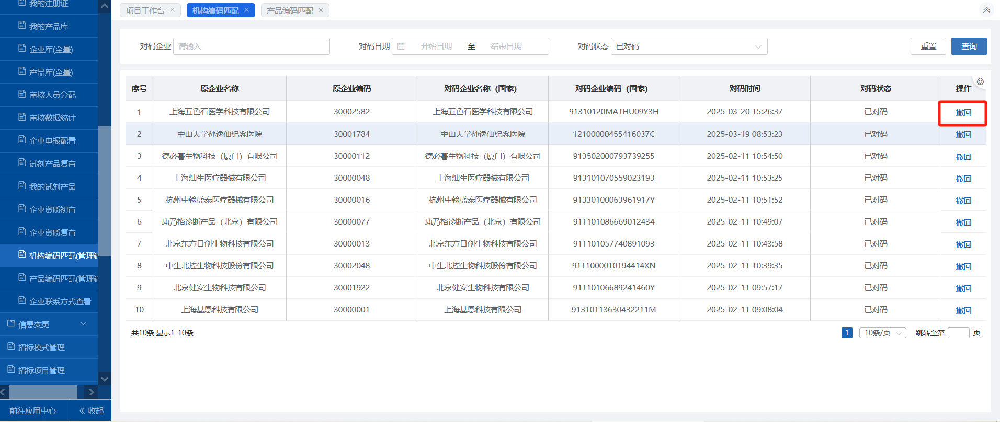 我的注册证
我的产品库
企业库(全量)
产品库(全量)
审核人员分配
审核数据统计
企业申报配置
试剂产品复审
我的试剂产品
企业资质初审
企业资质复审
机构编码匹配(管理端
产品编码匹配(管理端
企业联系方式查看
信息变更
招标模式管理
招标项目管理
前往应用中心 收起
项目工作台 机构编码匹配 产品编码匹配
对码企业 请输入 对码日期 开始日期 至 结束日期 对码状态 已对码 重置 查询
序号 原企业名称 原企业编码 对码企业名称（国家） 对码企业编码（国家） 对码时间 对码状态 操作
1 上海五色石医学科技有限公司 30002582 上海五色石医学科技有限公司 91310120MA1HU09Y3H 2025-03-20 15:26:37 已对码 撤回
2 中山大学孙逸仙纪念医院 30001784 中山大学孙逸仙纪念医院 12100000455416037C 2025-03-19 08:53:23 已对码 撤回
3 德必碁生物科技（厦门）有限公司 30000112 德必碁生物科技（厦门）有限公司 913502000793739255 2025-02-11 10:54:50 已对码 撤回
4 上海灿生医疗器械有限公司 30000048 上海灿生医疗器械有限公司 913101070559023193 2025-02-11 10:53:25 已对码 撤回
5 杭州中翰盛泰医疗器械有限公司 30000016 杭州中翰盛泰医疗器械有限公司 91330100063961917Y 2025-02-11 10:51:52 已对码 撤回
6 康乃格诊断产品（北京）有限公司 30000077 康乃格诊断产品（北京）有限公司 911101086669012434 2025-02-11 10:49:07 已对码 撤回
7 北京东方日创生物科技有限公司 30000013 北京东方日创生物科技有限公司 911101057740891093 2025-02-11 10:43:58 已对码 撤回
8 中生北控生物科技股份有限公司 30002048 中生北控生物科技股份有限公司 9111000010194414XN 2025-02-11 10:39:35 已对码 撤回
9 北京健安生物科技有限公司 30001922 北京健安生物科技有限公司 91110106689241460Y 2025-02-11 09:57:17 已对码 撤回
10 上海基恩科技有限公司 30000001 上海基恩科技有限公司 91310113630432211M 2025-02-11 09:08:04 已对码 撤回
共10条 显示1-10条 1 10条/页 跳转至第 页